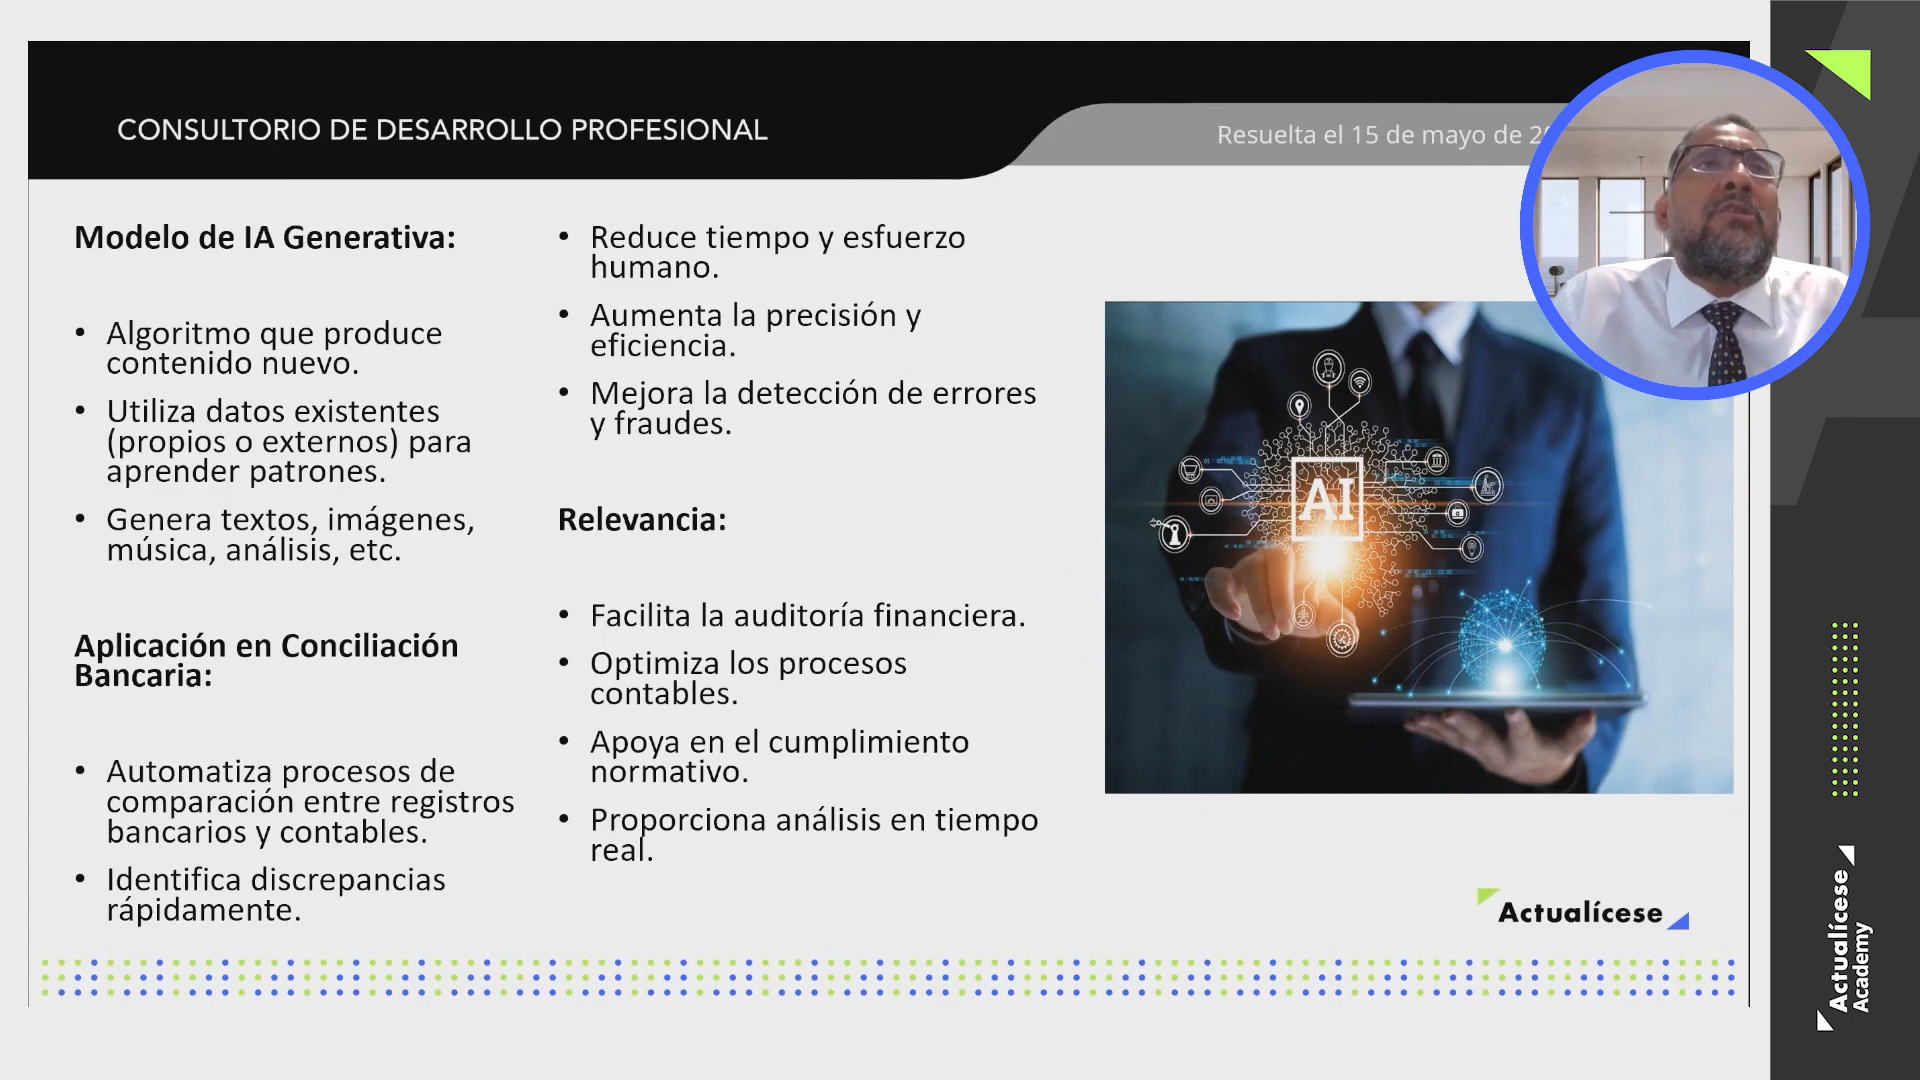 CONSULTORIO DE DESARROLLO PROFESIONAL
Resuelta el 15 de mayo de
Modelo de IA Generativa:
• Algoritmo que produce
contenido nuevo.
• Utiliza datos existentes
(propios o externos) para
aprender patrones.
• Genera textos, imágenes,
música, análisis, etc.
Aplicación en Conciliación
Bancaria:
• Automatiza procesos de
comparación entre registros
bancarios y contables.
• Identifica discrepancias
rápidamente.
• Reduce tiempo y esfuerzo
humano.
• Aumenta la precisión y
eficiencia.
• Mejora la detección de errores
y fraudes.
Relevancia:
• Facilita la auditoría financiera.
• Optimiza los procesos
contables.
• Apoya en el cumplimiento
normativo.
• Proporciona análisis en tiempo
real.
AI
Actualícese
Actualícese
Academy